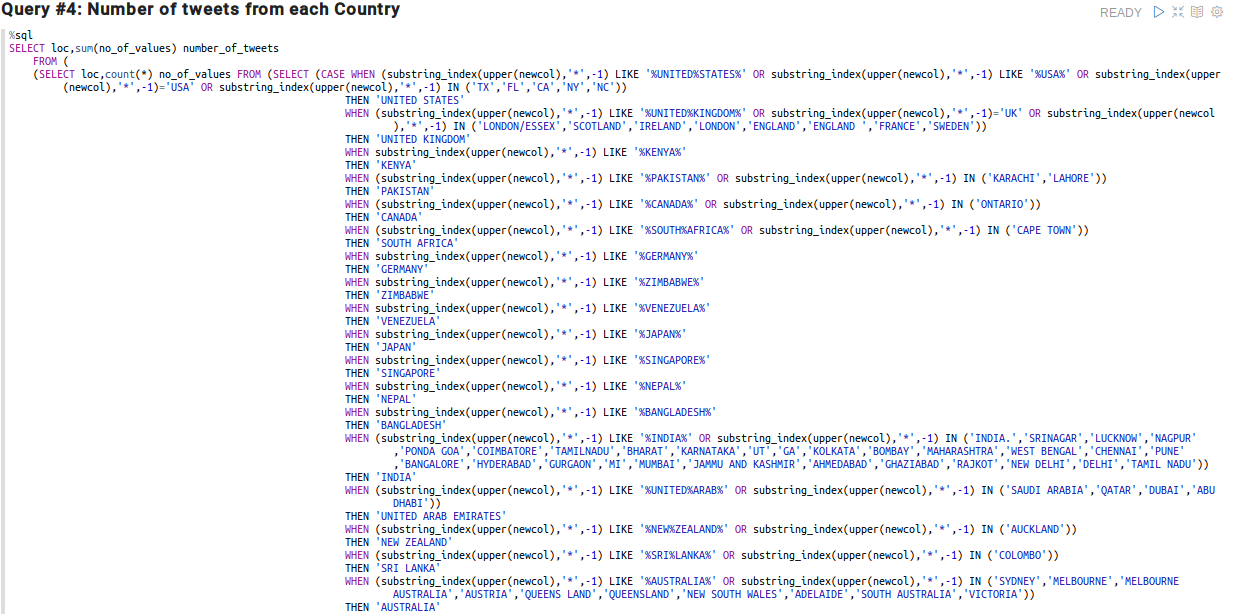 Query #4: Number of tweets from each Country
READY
%sql
SELECT loc,sum(no_of_values) number_of_tweets
FROM (
(SELECT loc,count(*) no_of_values FROM (SELECT (CASE WHEN (substring_index(upper(newcol),'*',-1) LIKE '%UNITED%STATES%' OR substring_index(upper(newcol),'*',-1) LIKE '%USA%' OR substring_index(upper
(newcol),'*',-1)='USA' OR substring_index(upper(newcol),'*',-1) IN ('TX','FL','CA','NY','NC'))
THEN 'UNITED STATES'
WHEN (substring_index(upper(newcol),'*',-1) LIKE '%UNITED%KINGDOM%' OR substring_index(upper(newcol),'*',-1)='UK' OR substring_index(upper(newcol
),'*',-1) IN ('LONDON/ESSEX','SCOTLAND','IRELAND','LONDON','ENGLAND','ENGLAND ','FRANCE','SWEDEN'))
THEN 'UNITED KINGDOM'
WHEN substring_index(upper(newcol),'*',-1) LIKE '%KENYA%'
THEN 'KENYA'
WHEN (substring_index(upper(newcol),'*',-1) LIKE '%PAKISTAN%' OR substring_index(upper(newcol),'*',-1) IN ('KARACHI','LAHORE'))
THEN 'PAKISTAN'
WHEN (substring_index(upper(newcol),'*',-1) LIKE '%CANADA%' OR substring_index(upper(newcol),'*',-1) IN ('ONTARIO'))
THEN 'CANADA'
WHEN (substring_index(upper(newcol),'*',-1) LIKE '%SOUTH%AFRICA%' OR substring_index(upper(newcol),'*',-1) IN ('CAPE TOWN'))
THEN 'SOUTH AFRICA'
WHEN substring_index(upper(newcol),'*',-1) LIKE '%GERMANY%'
THEN 'GERMANY'
WHEN substring_index(upper(newcol),'*',-1) LIKE '%ZIMBABWE%'
THEN 'ZIMBABWE'
WHEN substring_index(upper(newcol),'*',-1) LIKE '%VENEZUELA%'
THEN 'VENEZUELA'
WHEN substring_index(upper(newcol),'*',-1) LIKE '%JAPAN%'
THEN 'JAPAN'
WHEN substring_index(upper(newcol),'*',-1) LIKE '%SINGAPORE%'
THEN 'SINGAPORE'
WHEN substring_index(upper(newcol),'*',-1) LIKE '%NEPAL%'
THEN 'NEPAL'
WHEN substring_index(upper(newcol),'*',-1) LIKE '%BANGLADESH%'
THEN 'BANGLADESH'
WHEN (substring_index(upper(newcol),'*',-1) LIKE '%INDIA%' OR substring_index(upper(newcol),'*',-1) IN ('INDIA.','SRINAGAR','LUCKNOW','NAGPUR'
,'PONDA GOA','COIMBATORE','TAMILNADU','BHARAT','KARNATAKA','UT','GA','KOLKATA','BOMBAY','MAHARASHTRA','WEST BENGAL','CHENNAI','PUNE'
,'BANGALORE','HYDERABAD','GURGAON','MI','MUMBAI','JAMMU AND KASHMIR','AHMEDABAD','GHAZIABAD','RAJKOT','NEW DELHI','DELHI','TAMIL NADU'))
THEN 'INDIA'
WHEN (substring_index(upper(newcol),'*',-1) LIKE '%UNITED%ARAB%' OR substring_index(upper(newcol),'*',-1) IN ('SAUDI ARABIA','QATAR','DUBAI','ABU
DHABI'))
THEN 'UNITED ARAB EMIRATES'
WHEN (substring_index(upper(newcol),'*',-1) LIKE '%NEW%ZEALAND%' OR substring_index(upper(newcol),'*',-1) IN ('AUCKLAND'))
THEN 'NEW ZEALAND'
WHEN (substring_index(upper(newcol),'*',-1) LIKE '%SRI%LANKA%' OR substring_index(upper(newcol),'*',-1) IN ('COLOMBO'))
THEN 'SRI LANKA'
WHEN (substring_index(upper(newcol),'*',-1) LIKE '%AUSTRALIA%' OR substring_index(upper(newcol),'*',-1) IN ('SYDNEY','MELBOURNE','MELBOURNE
AUSTRALIA','AUSTRIA','QUEENS LAND','QUEENSLAND','NEW SOUTH WALES','ADELAIDE','SOUTH AUSTRALIA','VICTORIA'))
THEN 'AUSTRALIA'